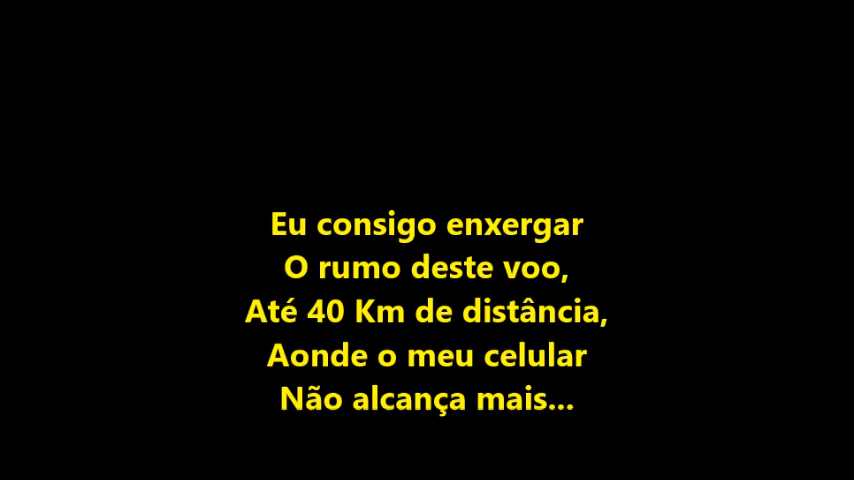 Eu consigo enxergar
O rumo deste voo,
Até 40 Km de distância,
Aonde o meu celular
Não alcança mais...